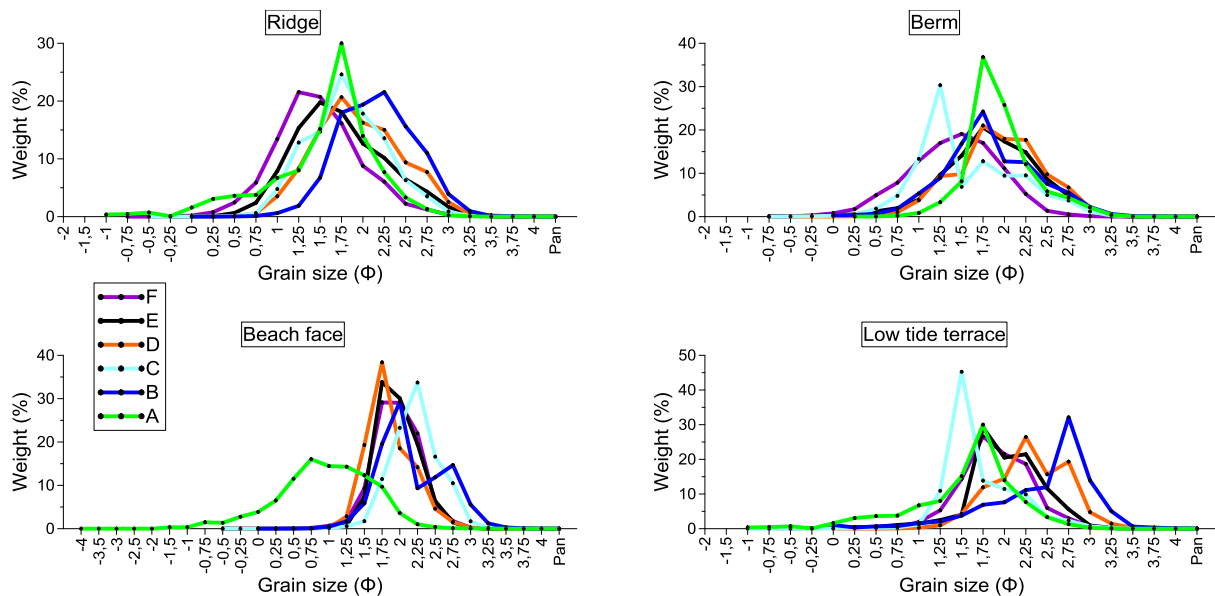 Ridge
30
20
10
0
Weight (%)
-2 -1,5 -1 -0,75 -0,5 -0,25 0 0,25 0,5 0,75 1 1,25 1,5 1,75 2 2,25 2,5 2,75 3 3,25 3,5 3,75 4 Pan
Grain size (Φ)
Berm
40
30
20
10
0
Weight (%)
-2 -1,5 -1 -0,75 -0,5 -0,25 0 0,25 0,5 0,75 1 1,25 1,5 1,75 2 2,25 2,5 2,75 3 3,25 3,5 3,75 4 Pan
Grain size (Φ)
F
E
D
C
B
A
Beach face
40
30
20
10
0
Weight (%)
-4 -3,5 -3 -2,5 -2 -1,5 -1 -0,75 -0,5 -0,25 0 0,25 0,5 0,75 1 1,25 1,5 1,75 2 2,25 2,5 2,75 3 3,25 3,5 3,75 4 Pan
Grain size (Φ)
Low tide terrace
50
40
30
20
10
0
Weight (%)
-2 -1,5 -1 -0,75 -0,5 -0,25 0 0,25 0,5 0,75 1 1,25 1,5 1,75 2 2,25 2,5 2,75 3 3,25 3,5 3,75 4 Pan
Grain size (Φ)